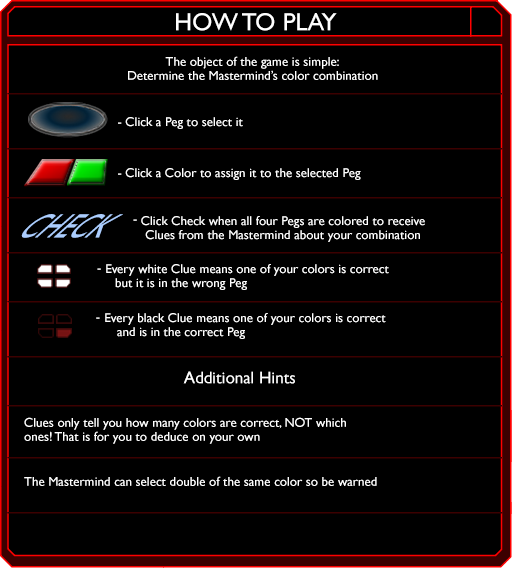 HOW TO PLAY
The object of the game is simple:
Determine the Mastermind's color combination
- Click a Peg to select it
- Click a Color to assign it to the selected Peg
CHECK
- Click Check when all four Pegs are colored to receive
Clues from the Mastermind about your combination
- Every white Clue means one of your colors is correct
but it is in the wrong Peg
- Every black Clue means one of your colors is correct
and is in the correct Peg
Additional Hints
Clues only tell you how many colors are correct, NOT which
ones! That is for you to deduce on your own
The Mastermind can select double of the same color so be warned